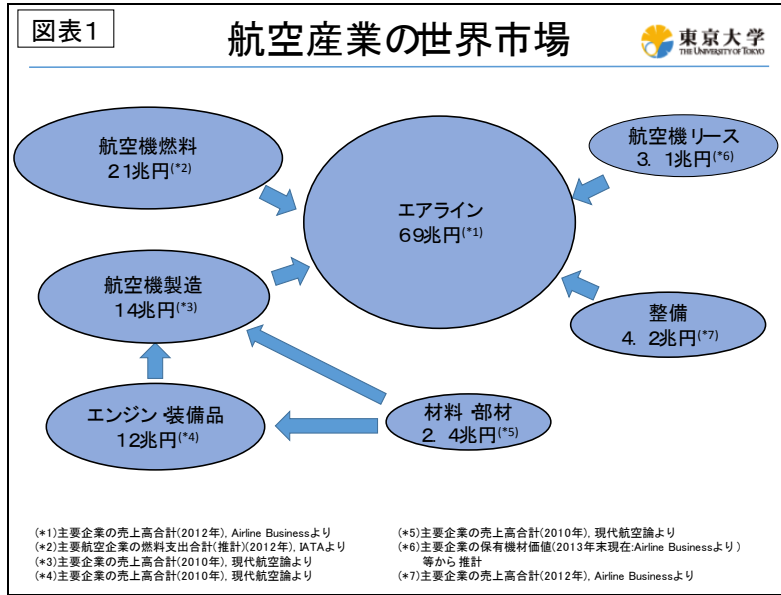 図表1
航空産業の世界市場
東京大学
THE UNIVERSITY OF TOKYO
航空機燃料
21兆円(*2)
航空機リース
3. 1兆円(*6)
エアライン
69兆円(*1)
航空機製造
14兆円(*3)
整備
4. 2兆円(*7)
エンジン・装備品
12兆円(*4)
材料・部材
2. 4兆円(*5)
(*1)主要企業の売上高合計(2012年), Airline Businessより
(*2)主要航空企業の燃料支出合計(推計)(2012年), IATAより
(*3)主要企業の売上高合計(2010年), 現代航空論より
(*4)主要企業の売上高合計(2010年), 現代航空論より
(*5)主要企業の売上高合計(2010年), 現代航空論より
(*6)主要企業の保有機材価値(2013年末現在:Airline Businessより)
等から推計
(*7)主要企業の売上高合計(2012年), Airline Businessより